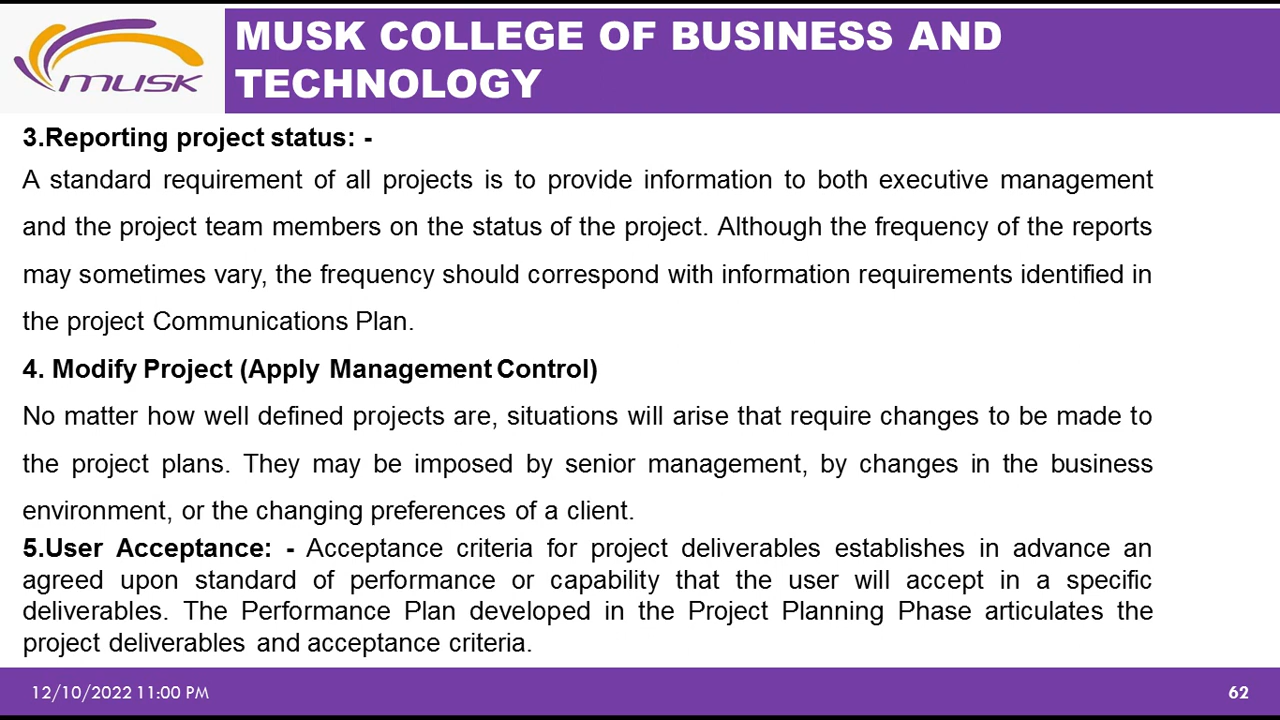 musk
MUSK COLLEGE OF BUSINESS AND
TECHNOLOGY
3.Reporting project status: -
A standard requirement of all projects is to provide information to both executive management
and the project team members on the status of the project. Although the frequency of the reports
may sometimes vary, the frequency should correspond with information requirements identified in
the project Communications Plan.
4. Modify Project (Apply Management Control)
No matter how well defined projects are, situations will arise that require changes to be made to
the project plans. They may be imposed by senior management, by changes in the business
environment, or the changing preferences of a client.
5.User Acceptance: - Acceptance criteria for project deliverables establishes in advance an
agreed upon standard of performance or capability that the user will accept in a specific
deliverables. The Performance Plan developed in the Project Planning Phase articulates the
project deliverables and acceptance criteria.
12/10/2022 11:00 PM
62